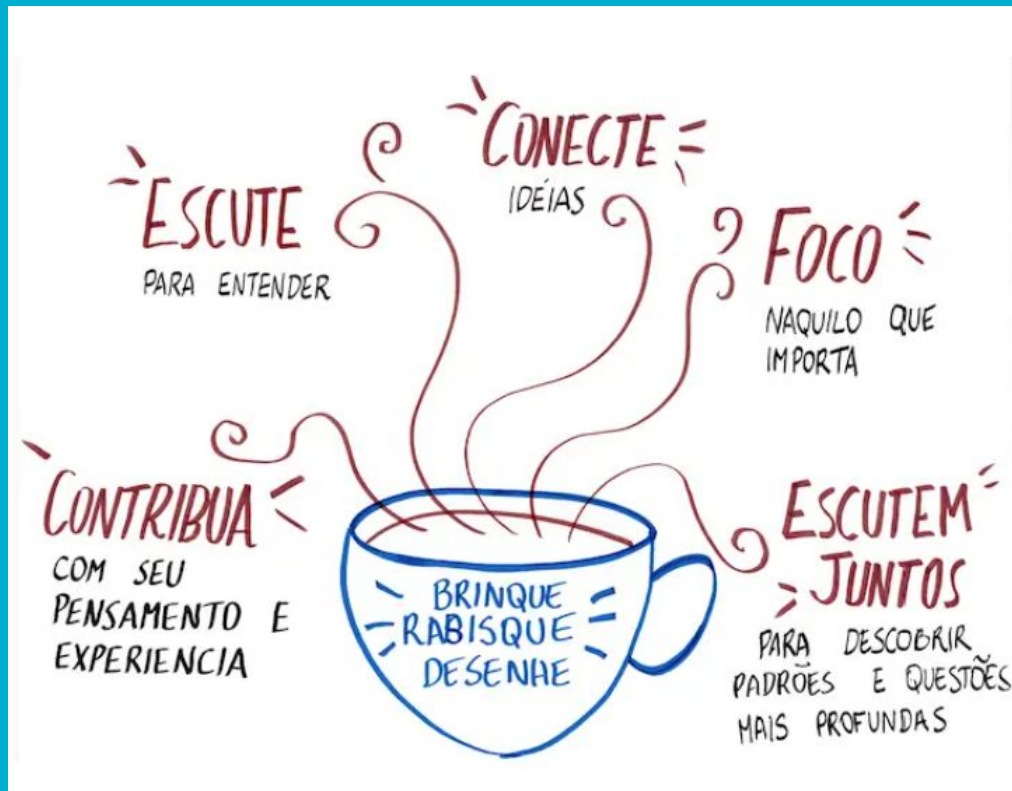 CONECTE
IDÉIAS
ESCUTE
PARA ENTENDER
FOCO
NAQUILO QUE
IMPORTA
CONTRIBUA
COM SEU
PENSAMENTO E
EXPERIENCIA
BRINQUE
RABISQUE
DESENHE
ESCUTEM
JUNTOS
PARA DESCOBRIR
PADRÕES E QUESTÕES
MAIS PROFUNDAS